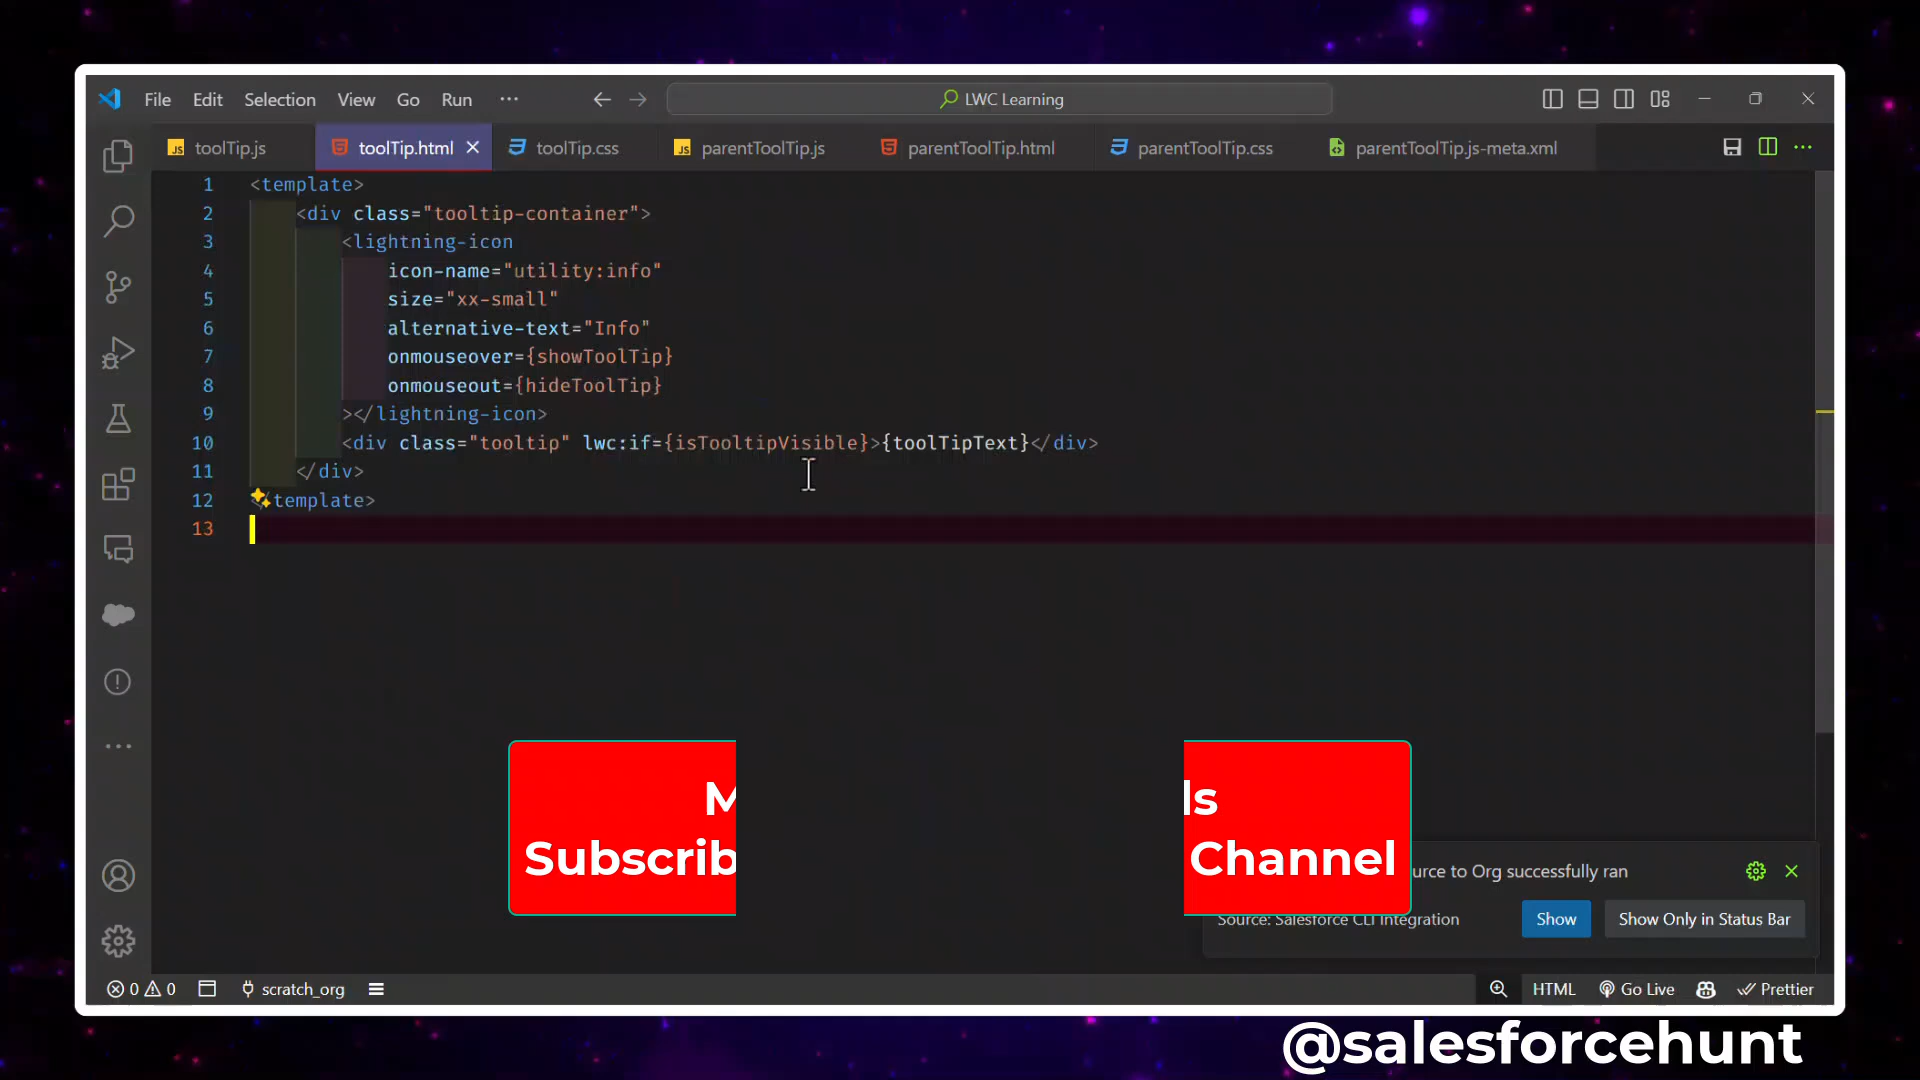 File Edit Selection View Go Run ··· LWC Learning
toolTip.js toolTip.html toolTip.css parentToolTip.js parentToolTip.html parentToolTip.css parentToolTip.js-meta.xml
1 <template>
2 <div class="tooltip-container">
3 <lightning-icon
4 icon-name="utility:info"
5 size="xx-small"
6 alternative-text="Info"
7 onmouseover={showToolTip}
8 onmouseout={hideToolTip}
9 ></lightning-icon>
10 <div class="tooltip" lwc:if={isTooltipVisible}>{toolTipText}</div>
11 </div>
12 </template>
13
M ls
Subscrib Channel
urce to Org successfully ran
Source: Salesforce CLI Integration
Show
Show Only in Status Bar
0 0 scratch_org HTML Go Live Prettier
@salesforcehunt